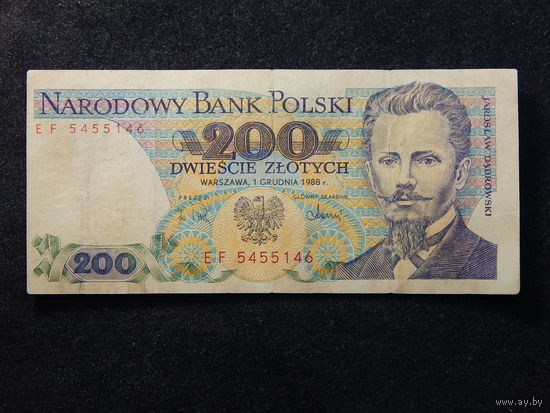 NARODOWY BANK POLSKI
EF 5455146
200
DWIEŚCIE ZŁOTYCH
WARSZAWA, 1 GRUDNIA 1988 r.
PREZES
GŁÓWNY SKARBNIK
EF 5455146
200
JAROSŁAW DĄBROWSKI
www.ay.by